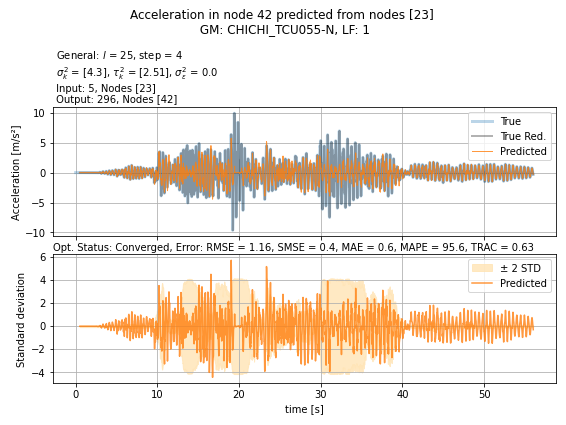 Acceleration in node 42 predicted from nodes [23]
GM: CHICHI_TCU055-N, LF: 1
General: l = 25, step = 4
σ²ₖ = [4.3], τ²ₖ = [2.51], σ²ε = 0.0
Input: 5, Nodes [23]
Output: 296, Nodes [42]
Acceleration [m/s²]
10
5
0
−5
−10
True
True Red.
Predicted
Opt. Status: Converged, Error: RMSE = 1.16, SMSE = 0.4, MAE = 0.6, MAPE = 95.6, TRAC = 0.63
Standard deviation
6
4
2
0
−2
−4
± 2 STD
Predicted
0 10 20 30 40 50
time [s]